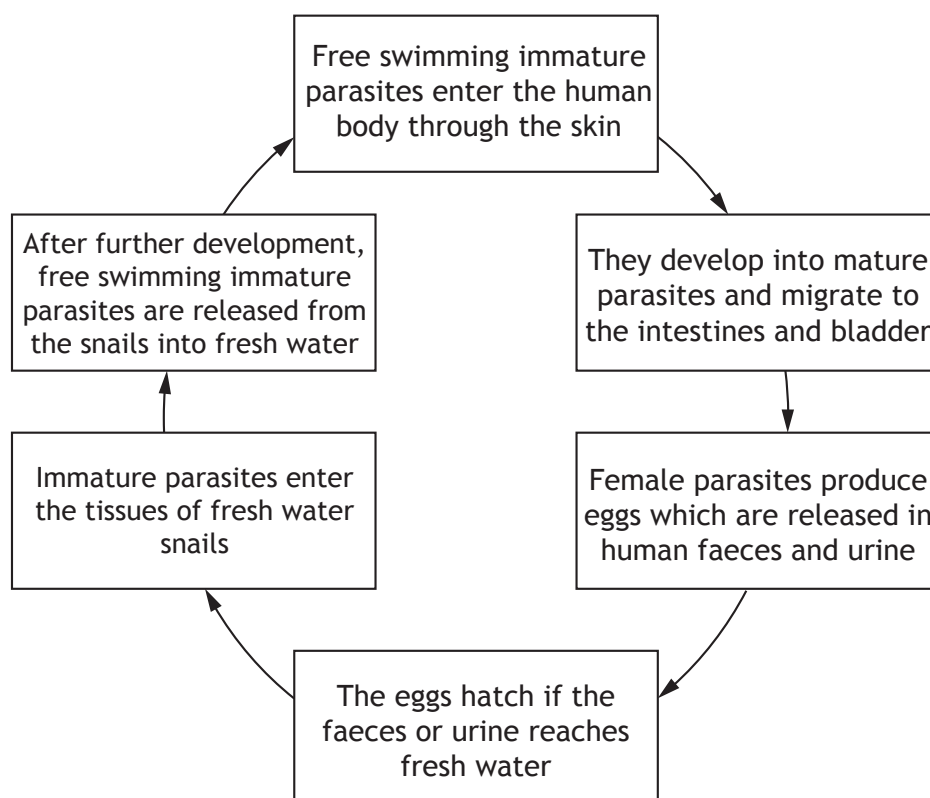 Free swimming immature
parasites enter the human
body through the skin
They develop into mature
parasites and migrate to
the intestines and bladder
Female parasites produce
eggs which are released in
human faeces and urine
The eggs hatch if the
faeces or urine reaches
fresh water
Immature parasites enter
the tissues of fresh water
snails
After further development,
free swimming immature
parasites are released from
the snails into fresh water